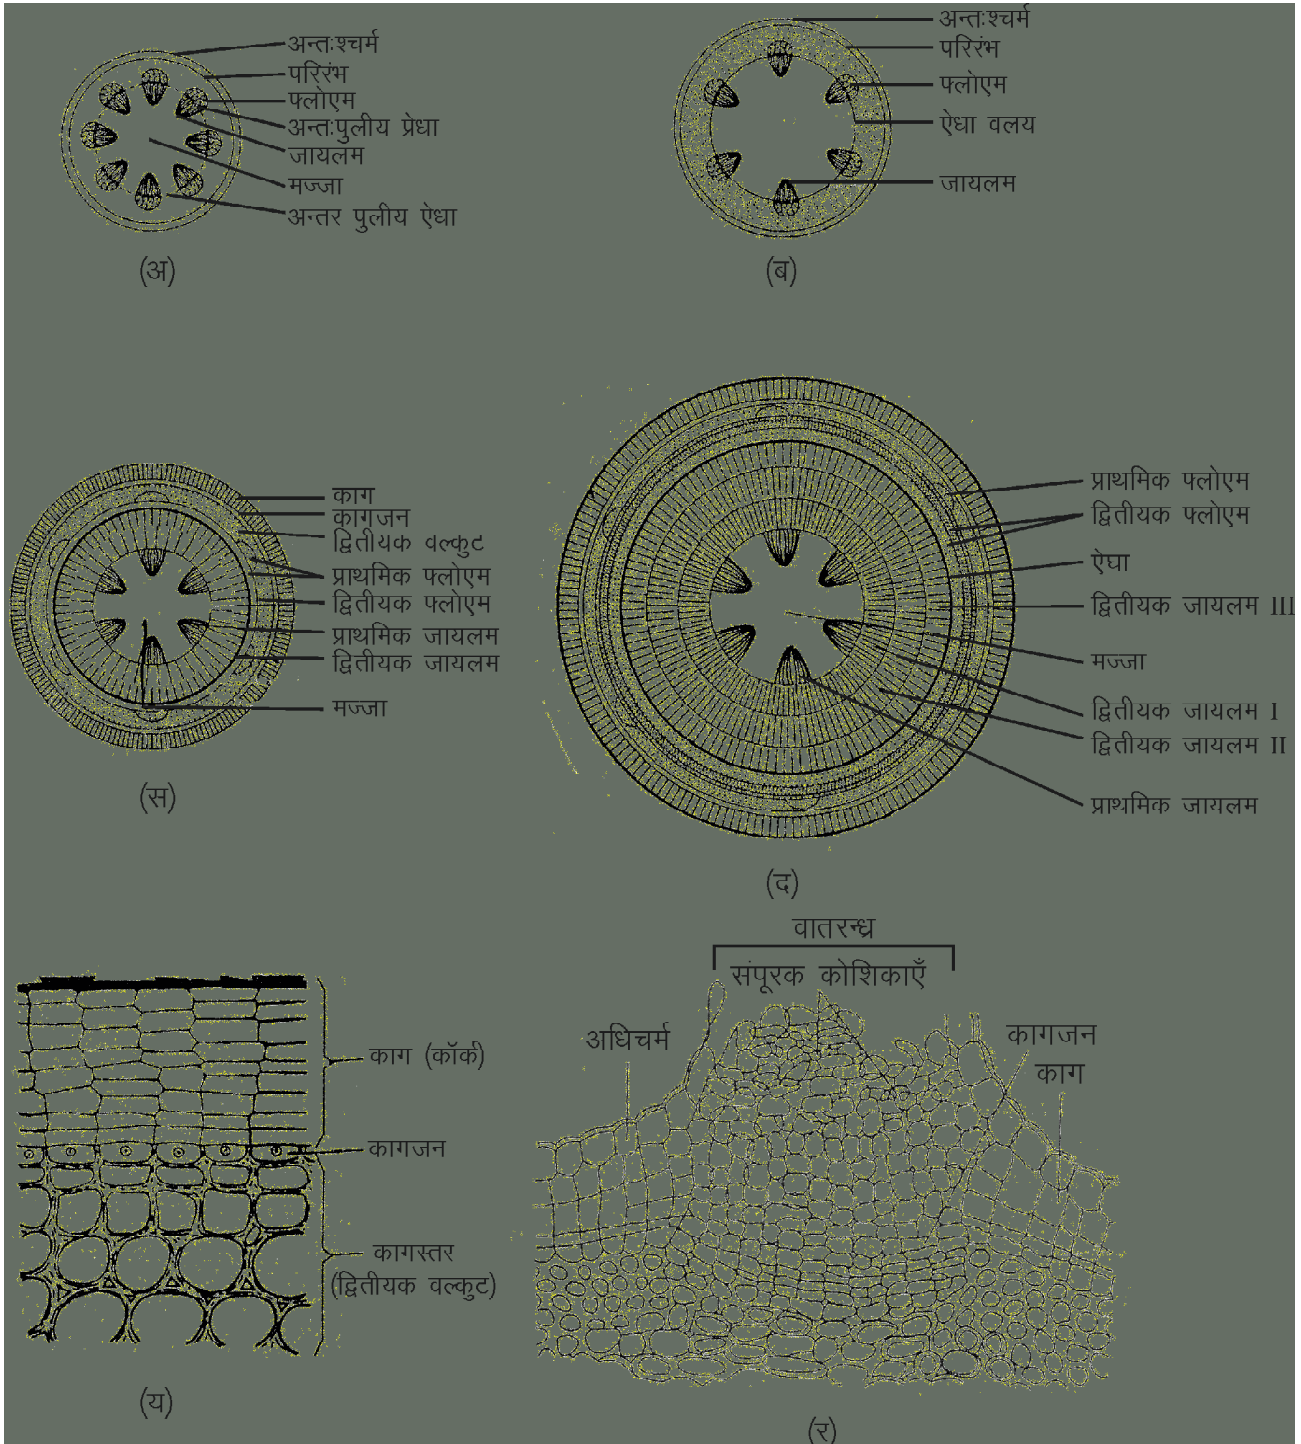 अन्तःश्चर्म
परिरंभ
फ्लोएम
अन्तःपुलीय प्रेधा
जायलम
मज्जा
अन्तर पुलीय ऐधा
(अ)
अन्तःश्चर्म
परिरंभ
फ्लोएम
ऐधा वलय
जायलम
(ब)
काग
कागजन
द्वितीयक वल्कुट
प्राथमिक फ्लोएम
द्वितीयक फ्लोएम
प्राथमिक जायलम
द्वितीयक जायलम
मज्जा
(स)
प्राथमिक फ्लोएम
द्वितीयक फ्लोएम
ऐघा
द्वितीयक जायलम III
मज्जा
द्वितीयक जायलम I
द्वितीयक जायलम II
प्राथमिक जायलम
(द)
काग (कॉर्क)
कागजन
कागस्तर
(द्वितीयक वल्कुट)
(य)
वातरन्ध्र
संपूरक कोशिकाएँ
अधिचर्म
कागजन
काग
(र)